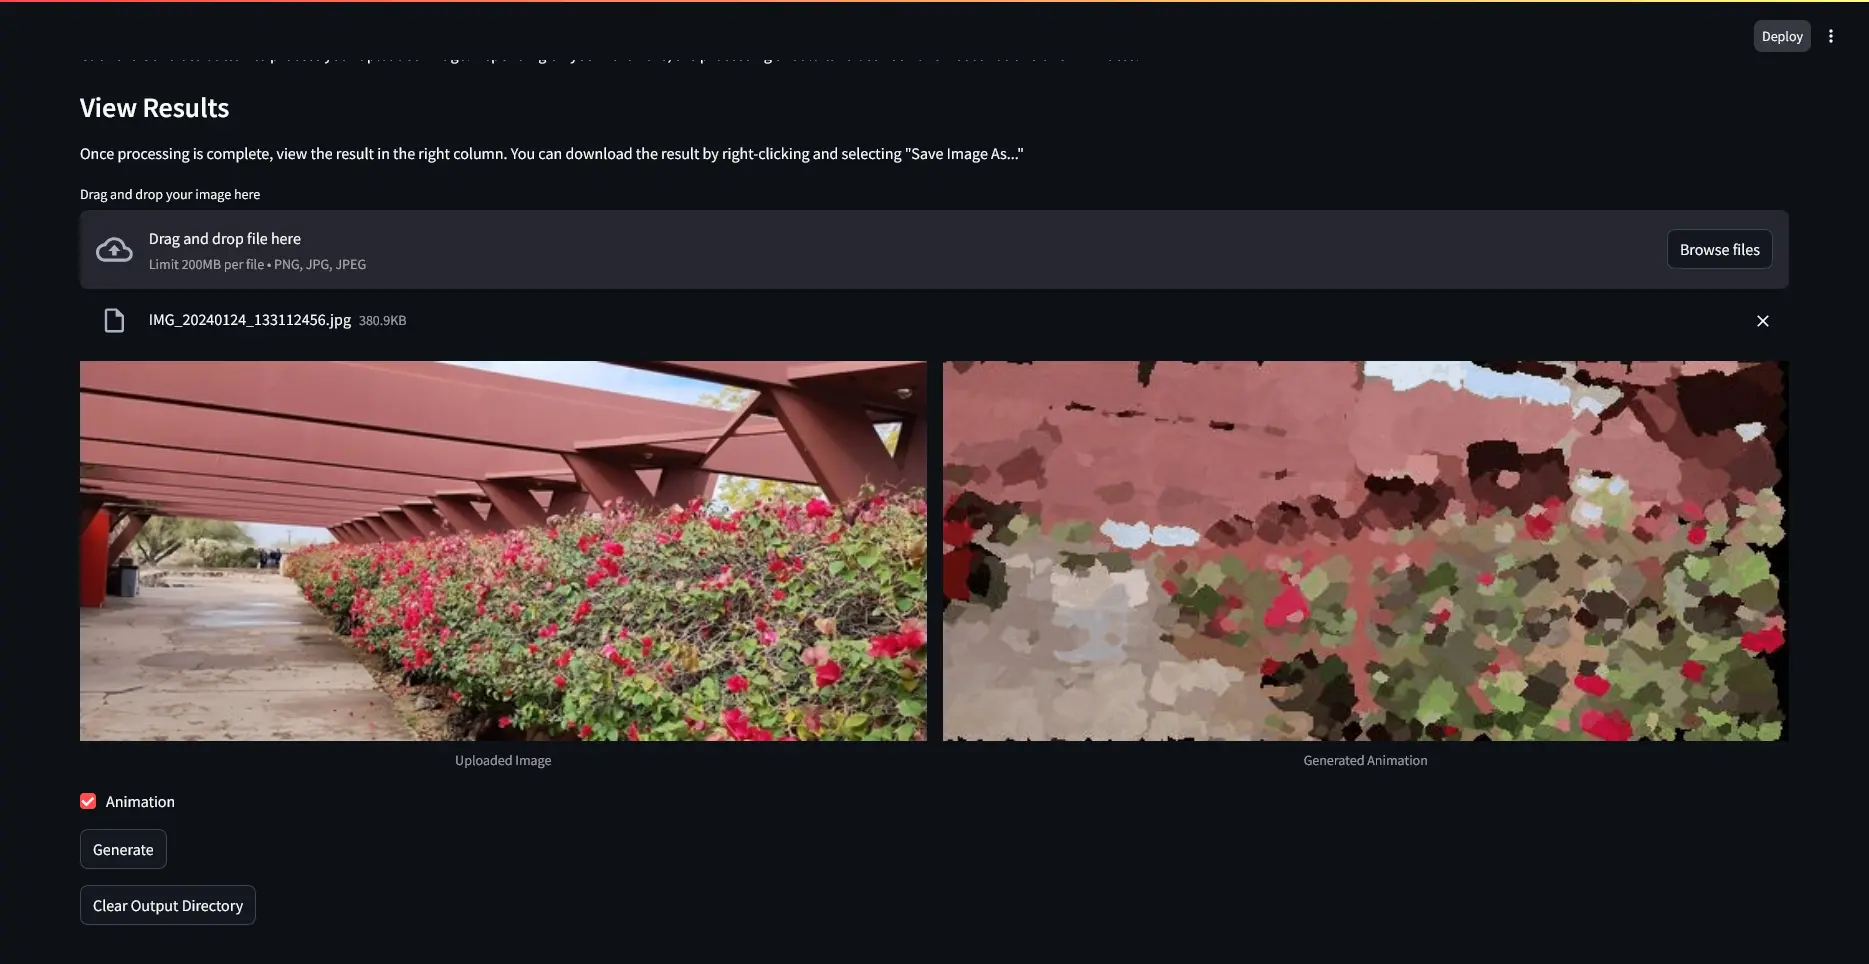 Deploy
View Results
Once processing is complete, view the result in the right column. You can download the result by right-clicking and selecting "Save Image As..."
Drag and drop your image here
Drag and drop file here
Limit 200MB per file • PNG, JPG, JPEG
Browse files
IMG_20240124_133112456.jpg 380.9KB
Uploaded Image
Generated Animation
Animation
Generate
Clear Output Directory